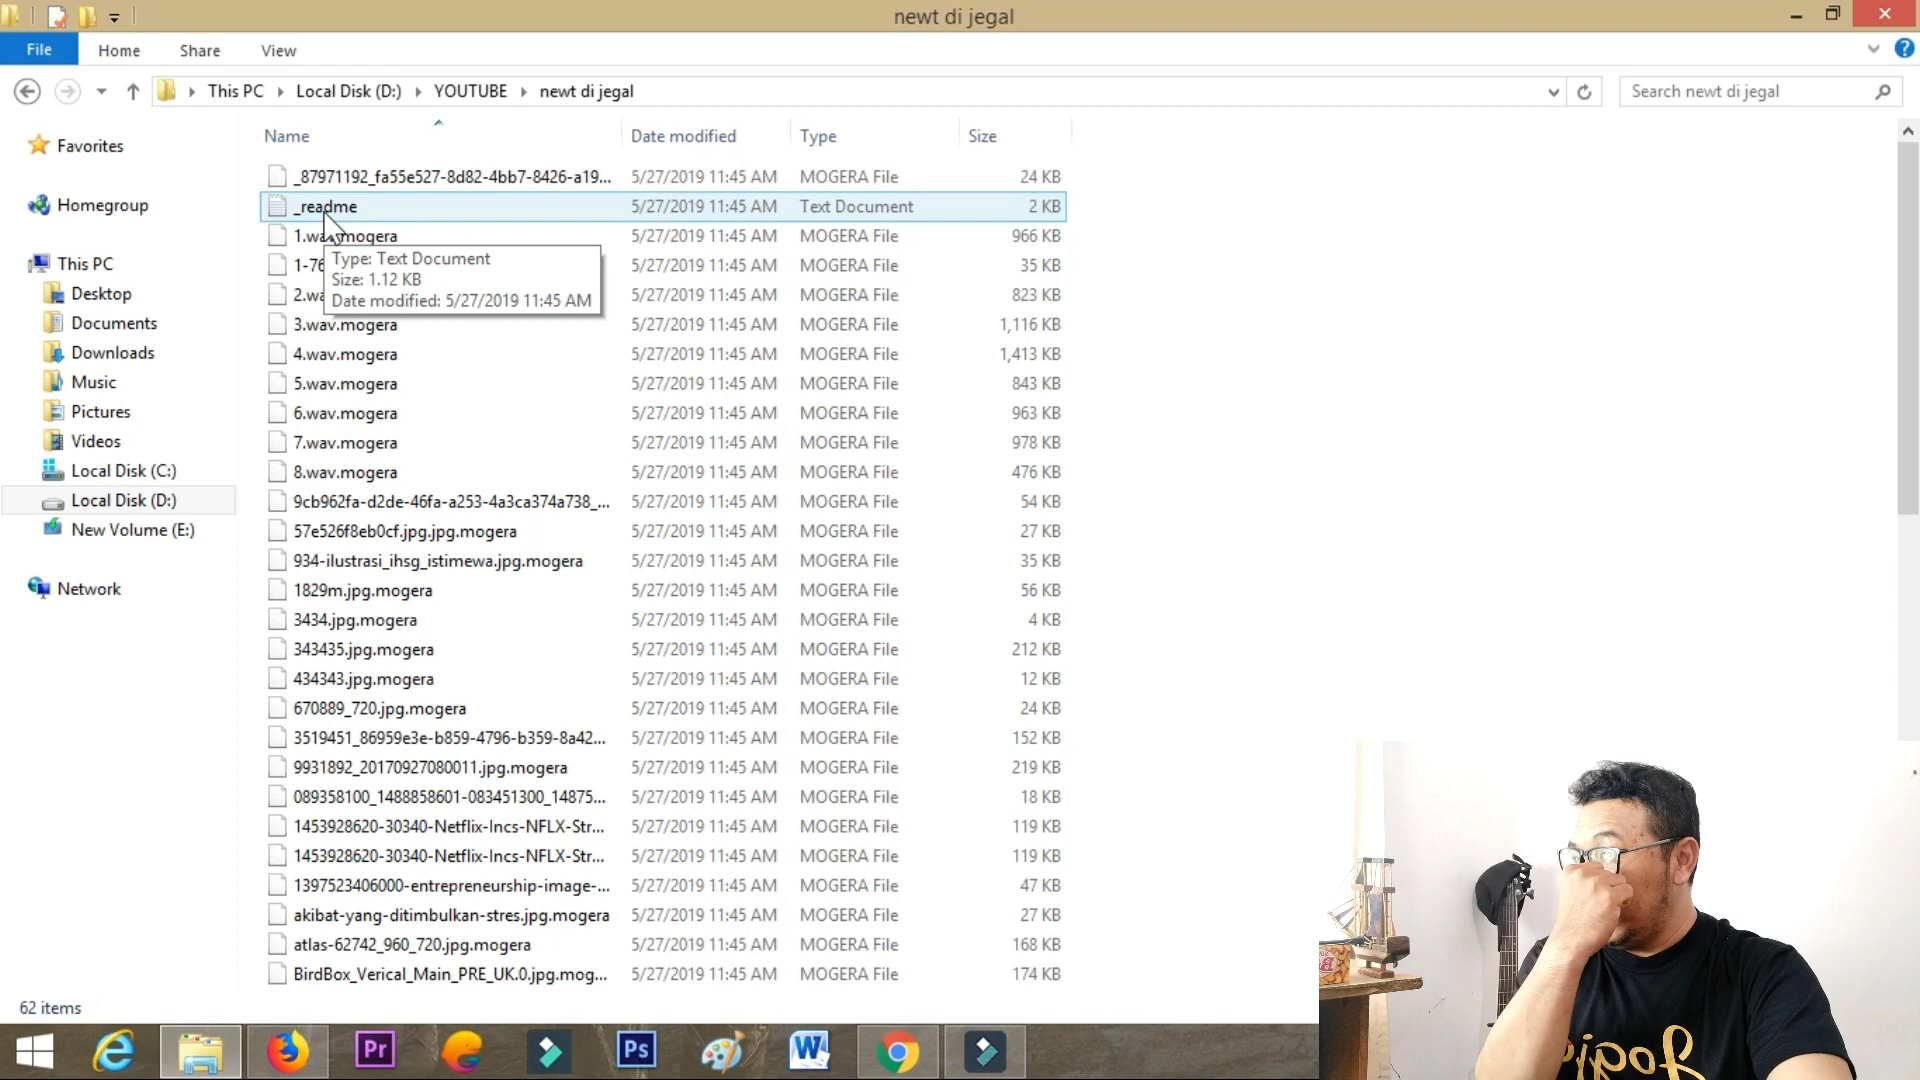 newt di jegal
File Home Share View
This PC Local Disk (D:) YOUTUBE newt di jegal
Search newt di jegal
Favorites
Homegroup
This PC
Desktop
Documents
Downloads
Music
Pictures
Videos
Local Disk (C:)
Local Disk (D:)
New Volume (E:)
Network
Name Date modified Type Size
_87971192_fa55e527-8d82-4bb7-8426-a19... 5/27/2019 11:45 AM MOGERA File 24 KB
_readme 5/27/2019 11:45 AM Text Document 2 KB
1.wav.mogera 5/27/2019 11:45 AM MOGERA File 966 KB
1-76 5/27/2019 11:45 AM MOGERA File 35 KB
2.wa 5/27/2019 11:45 AM MOGERA File 823 KB
Type: Text Document
Size: 1.12 KB
Date modified: 5/27/2019 11:45 AM
3.wav.mogera 5/27/2019 11:45 AM MOGERA File 1,116 KB
4.wav.mogera 5/27/2019 11:45 AM MOGERA File 1,413 KB
5.wav.mogera 5/27/2019 11:45 AM MOGERA File 843 KB
6.wav.mogera 5/27/2019 11:45 AM MOGERA File 963 KB
7.wav.mogera 5/27/2019 11:45 AM MOGERA File 978 KB
8.wav.mogera 5/27/2019 11:45 AM MOGERA File 476 KB
9cb962fa-d2de-46fa-a253-4a3ca374a738_... 5/27/2019 11:45 AM MOGERA File 54 KB
57e526f8eb0cf.jpg.jpg.mogera 5/27/2019 11:45 AM MOGERA File 27 KB
934-ilustrasi_ihsg_istimewa.jpg.mogera 5/27/2019 11:45 AM MOGERA File 35 KB
1829m.jpg.mogera 5/27/2019 11:45 AM MOGERA File 56 KB
3434.jpg.mogera 5/27/2019 11:45 AM MOGERA File 4 KB
343435.jpg.mogera 5/27/2019 11:45 AM MOGERA File 212 KB
434343.jpg.mogera 5/27/2019 11:45 AM MOGERA File 12 KB
670889_720.jpg.mogera 5/27/2019 11:45 AM MOGERA File 24 KB
3519451_86959e3e-b859-4796-b359-8a42... 5/27/2019 11:45 AM MOGERA File 152 KB
9931892_20170927080011.jpg.mogera 5/27/2019 11:45 AM MOGERA File 219 KB
089358100_1488858601-083451300_14875... 5/27/2019 11:45 AM MOGERA File 18 KB
1453928620-30340-Netflix-Incs-NFLX-Str... 5/27/2019 11:45 AM MOGERA File 119 KB
1453928620-30340-Netflix-Incs-NFLX-Str... 5/27/2019 11:45 AM MOGERA File 119 KB
1397523406000-entrepreneurship-image-... 5/27/2019 11:45 AM MOGERA File 47 KB
akibat-yang-ditimbulkan-stres.jpg.mogera 5/27/2019 11:45 AM MOGERA File 27 KB
atlas-62742_960_720.jpg.mogera 5/27/2019 11:45 AM MOGERA File 168 KB
BirdBox_Verical_Main_PRE_UK.0.jpg.mog... 5/27/2019 11:45 AM MOGERA File 174 KB
62 items
Pr
Ps